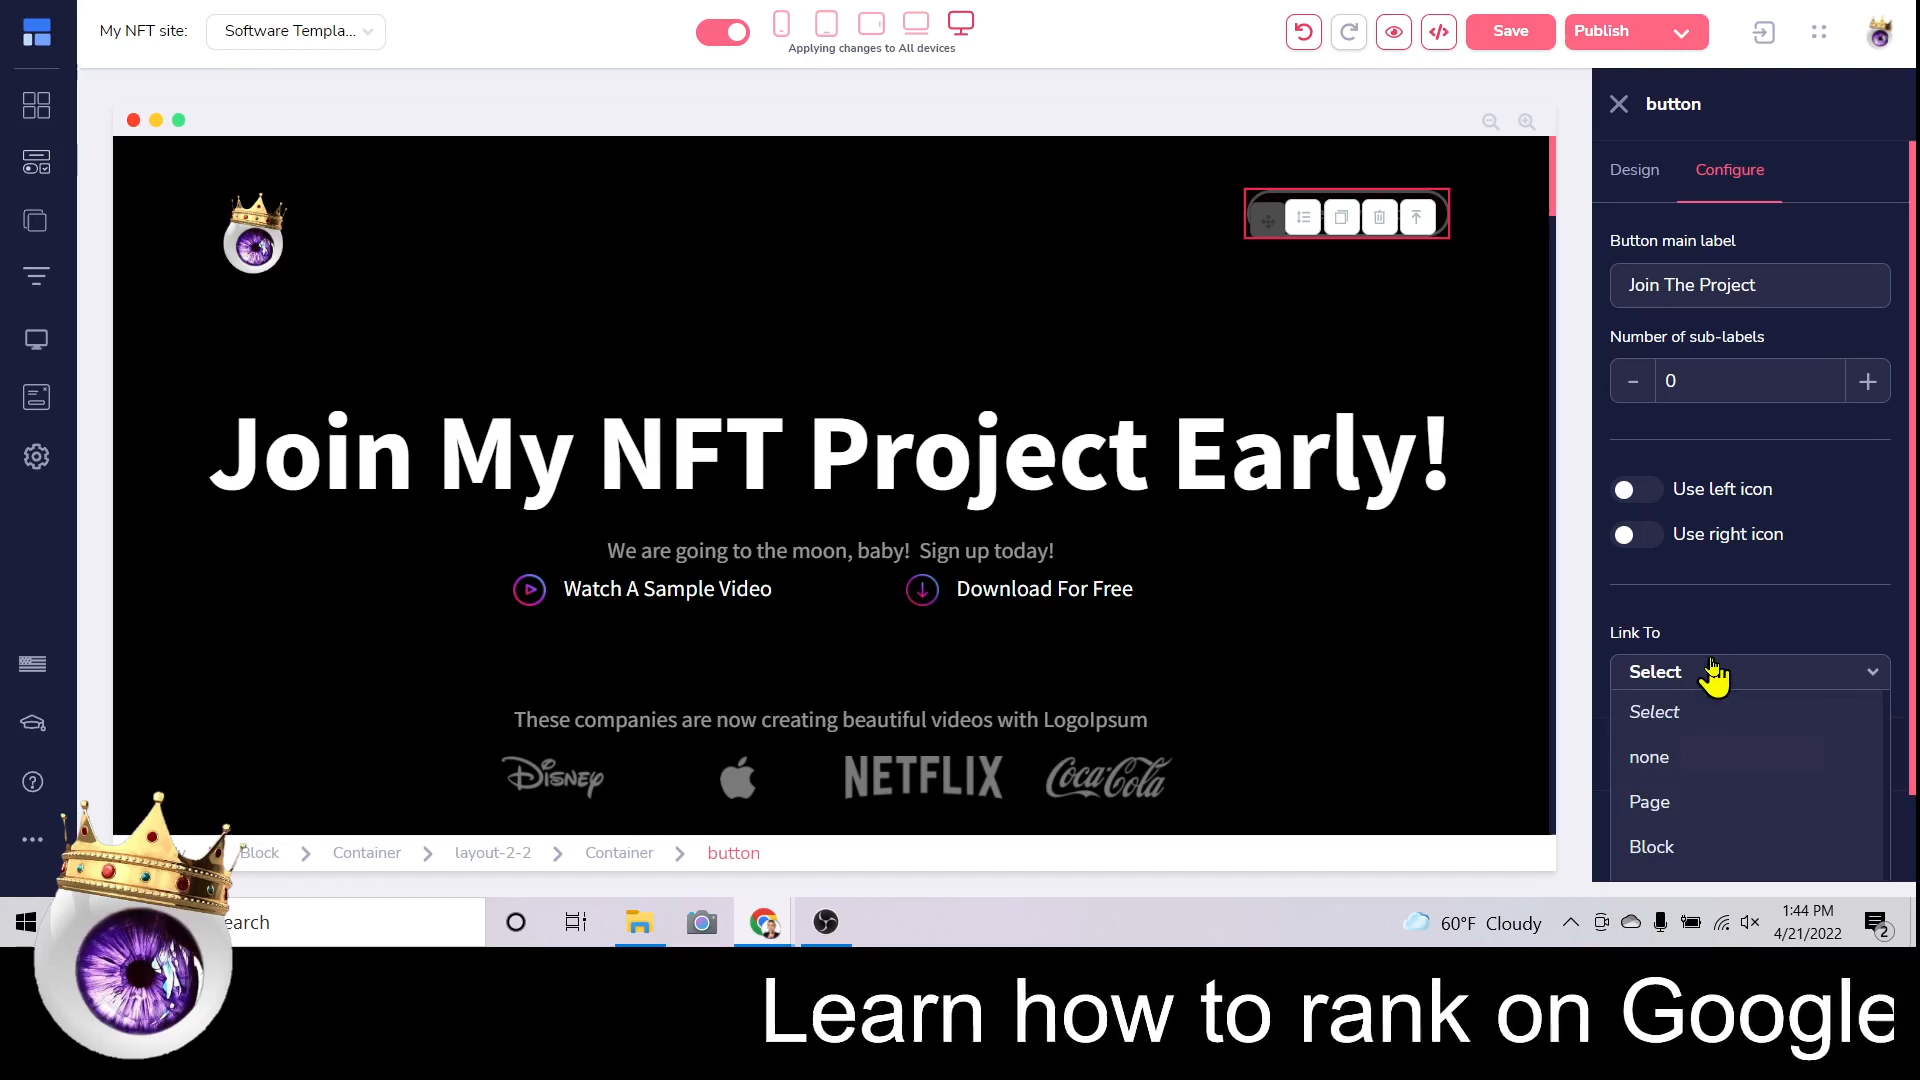 My NFT site:
Software Templa...
Applying changes to All devices
Save
Publish
button
Design
Configure
Button main label
Join The Project
Number of sub-labels
-
0
+
Use left icon
Use right icon
Link To
Select
Select
none
Page
Block
Join My NFT Project Early!
We are going to the moon, baby! Sign up today!
Watch A Sample Video
Download For Free
These companies are now creating beautiful videos with LogoIpsum
Disney
NETFLIX
Coca-Cola
Block
Container
layout-2-2
Container
button
earch
60°F Cloudy
1:44 PM
4/21/2022
2
Learn how to rank on Google